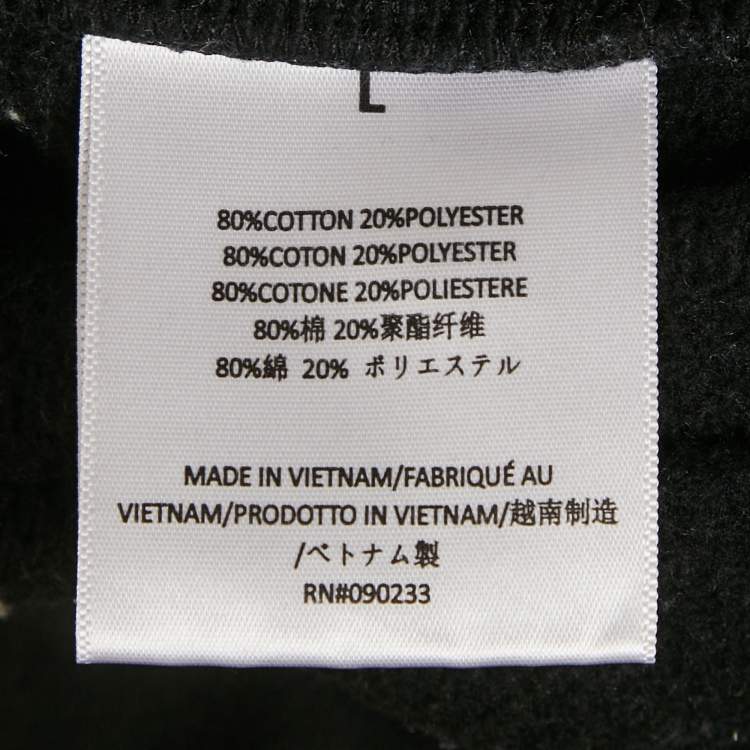 L
80%COTTON 20%POLYESTER
80%COTON 20%POLYESTER
80%COTONE 20%POLIESTERE
80%棉 20%聚酯纤维
80%綿 20% ポリエステル
MADE IN VIETNAM/FABRIQUÉ AU
VIETNAM/PRODOTTO IN VIETNAM/越南制造
/ベトナム製
RN#090233